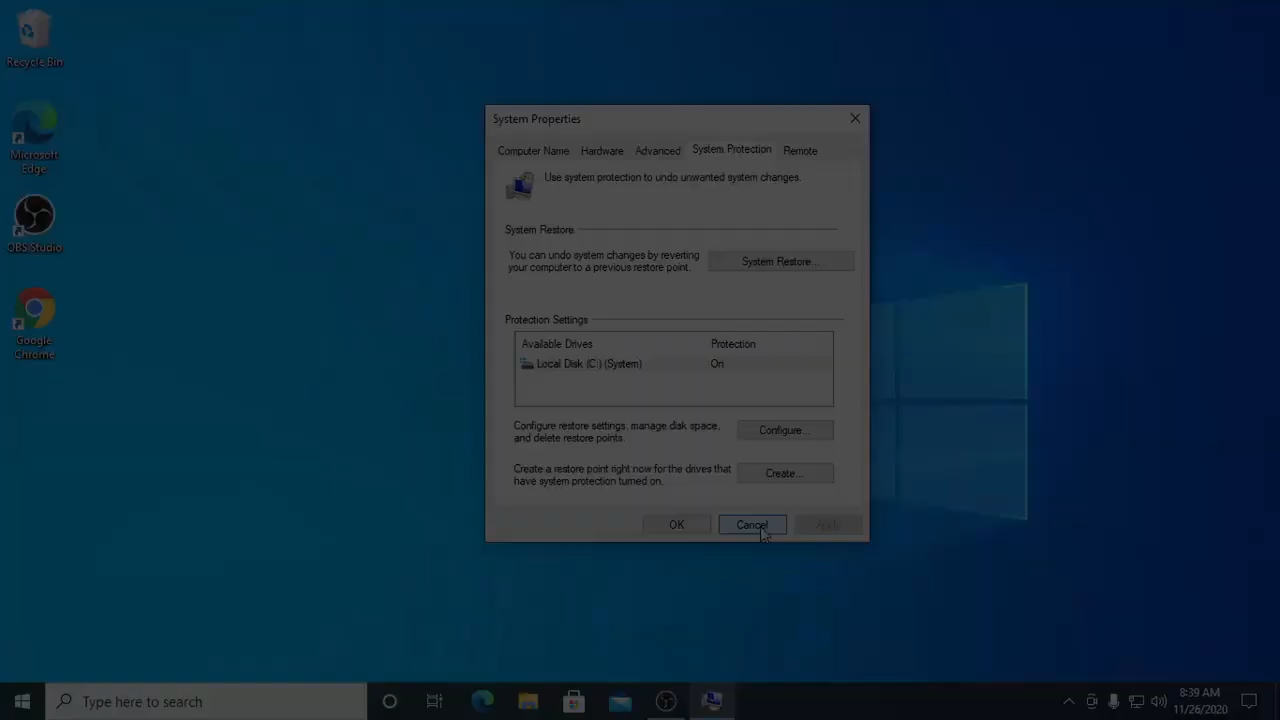 Recycle Bin
Microsoft
Edge
OBS Studio
Google
Chrome
System Properties
Computer Name Hardware Advanced System Protection Remote
Use system protection to undo unwanted system changes.
System Restore
You can undo system changes by reverting
your computer to a previous restore point.
System Restore...
Protection Settings
Available Drives Protection
Local Disk (C:) (System) On
Configure restore settings, manage disk space,
and delete restore points.
Configure...
Create a restore point right now for the drives that
have system protection turned on.
Create...
OK Cancel Apply
Type here to search
8:39 AM
11/26/2020